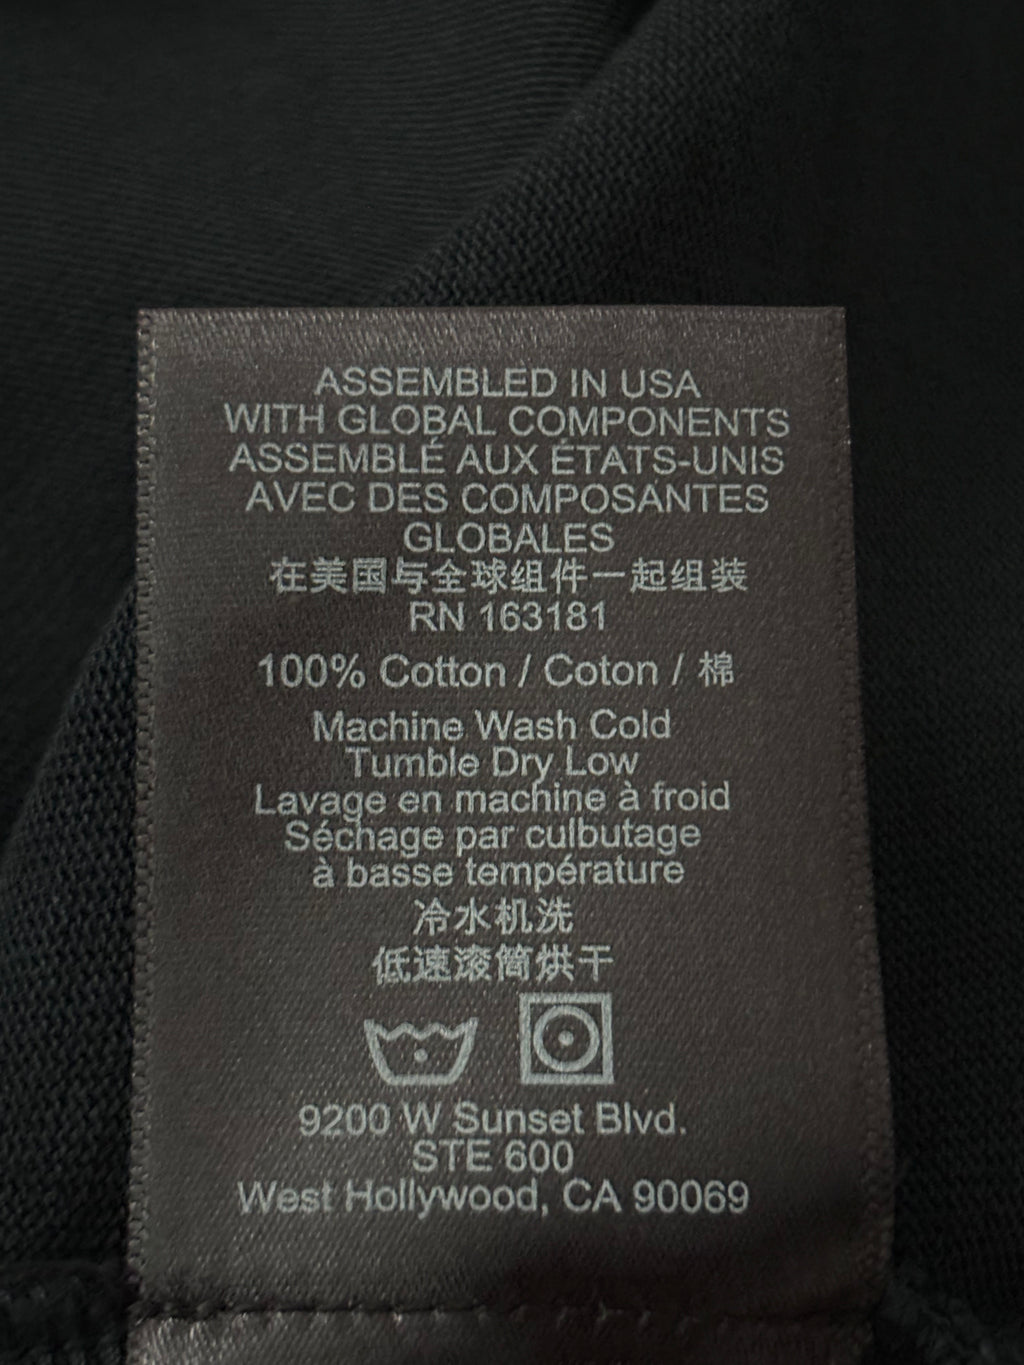 ASSEMBLED IN USA
WITH GLOBAL COMPONENTS
ASSEMBLÉ AUX ÉTATS-UNIS
AVEC DES COMPOSANTES
GLOBALES
在美国与全球组件一起组装
RN 163181
100% Cotton / Coton / 棉
Machine Wash Cold
Tumble Dry Low
Lavage en machine à froid
Séchage par culbutage
à basse température
冷水机洗
低速滚筒烘干
9200 W Sunset Blvd.
STE 600
West Hollywood, CA 90069